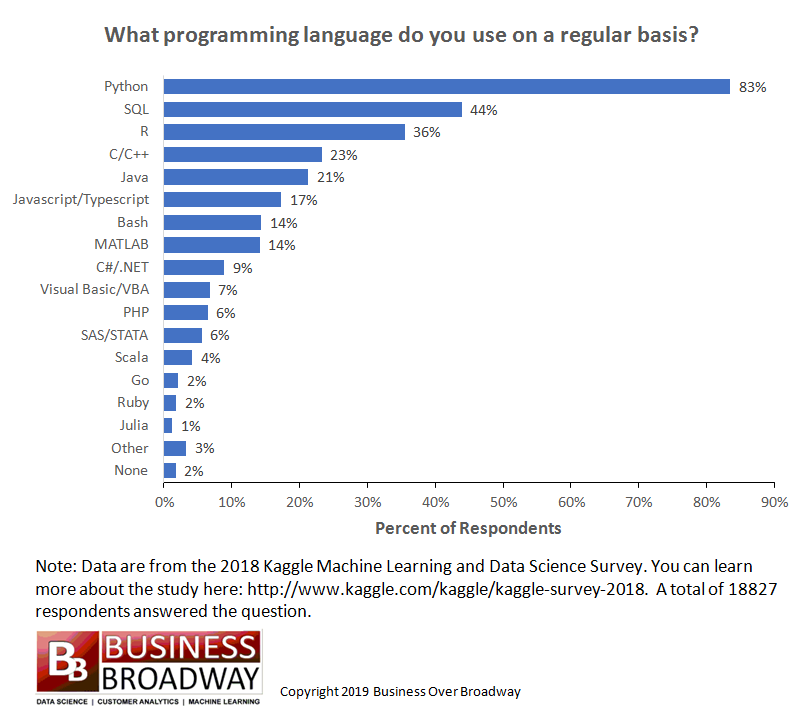 What programming language do you use on a regular basis?
Python 83%
SQL 44%
R 36%
C/C++ 23%
Java 21%
Javascript/Typescript 17%
Bash 14%
MATLAB 14%
C#/.NET 9%
Visual Basic/VBA 7%
PHP 6%
SAS/STATA 6%
Scala 4%
Go 2%
Ruby 2%
Julia 1%
Other 3%
None 2%
0% 10% 20% 30% 40% 50% 60% 70% 80% 90%
Percent of Respondents
Note: Data are from the 2018 Kaggle Machine Learning and Data Science Survey. You can learn
more about the study here: http://www.kaggle.com/kaggle/kaggle-survey-2018. A total of 18827
respondents answered the question.
BB BUSINESS
BROADWAY
DATA SCIENCE | CUSTOMER ANALYTICS | MACHINE LEARNING
Copyright 2019 Business Over Broadway